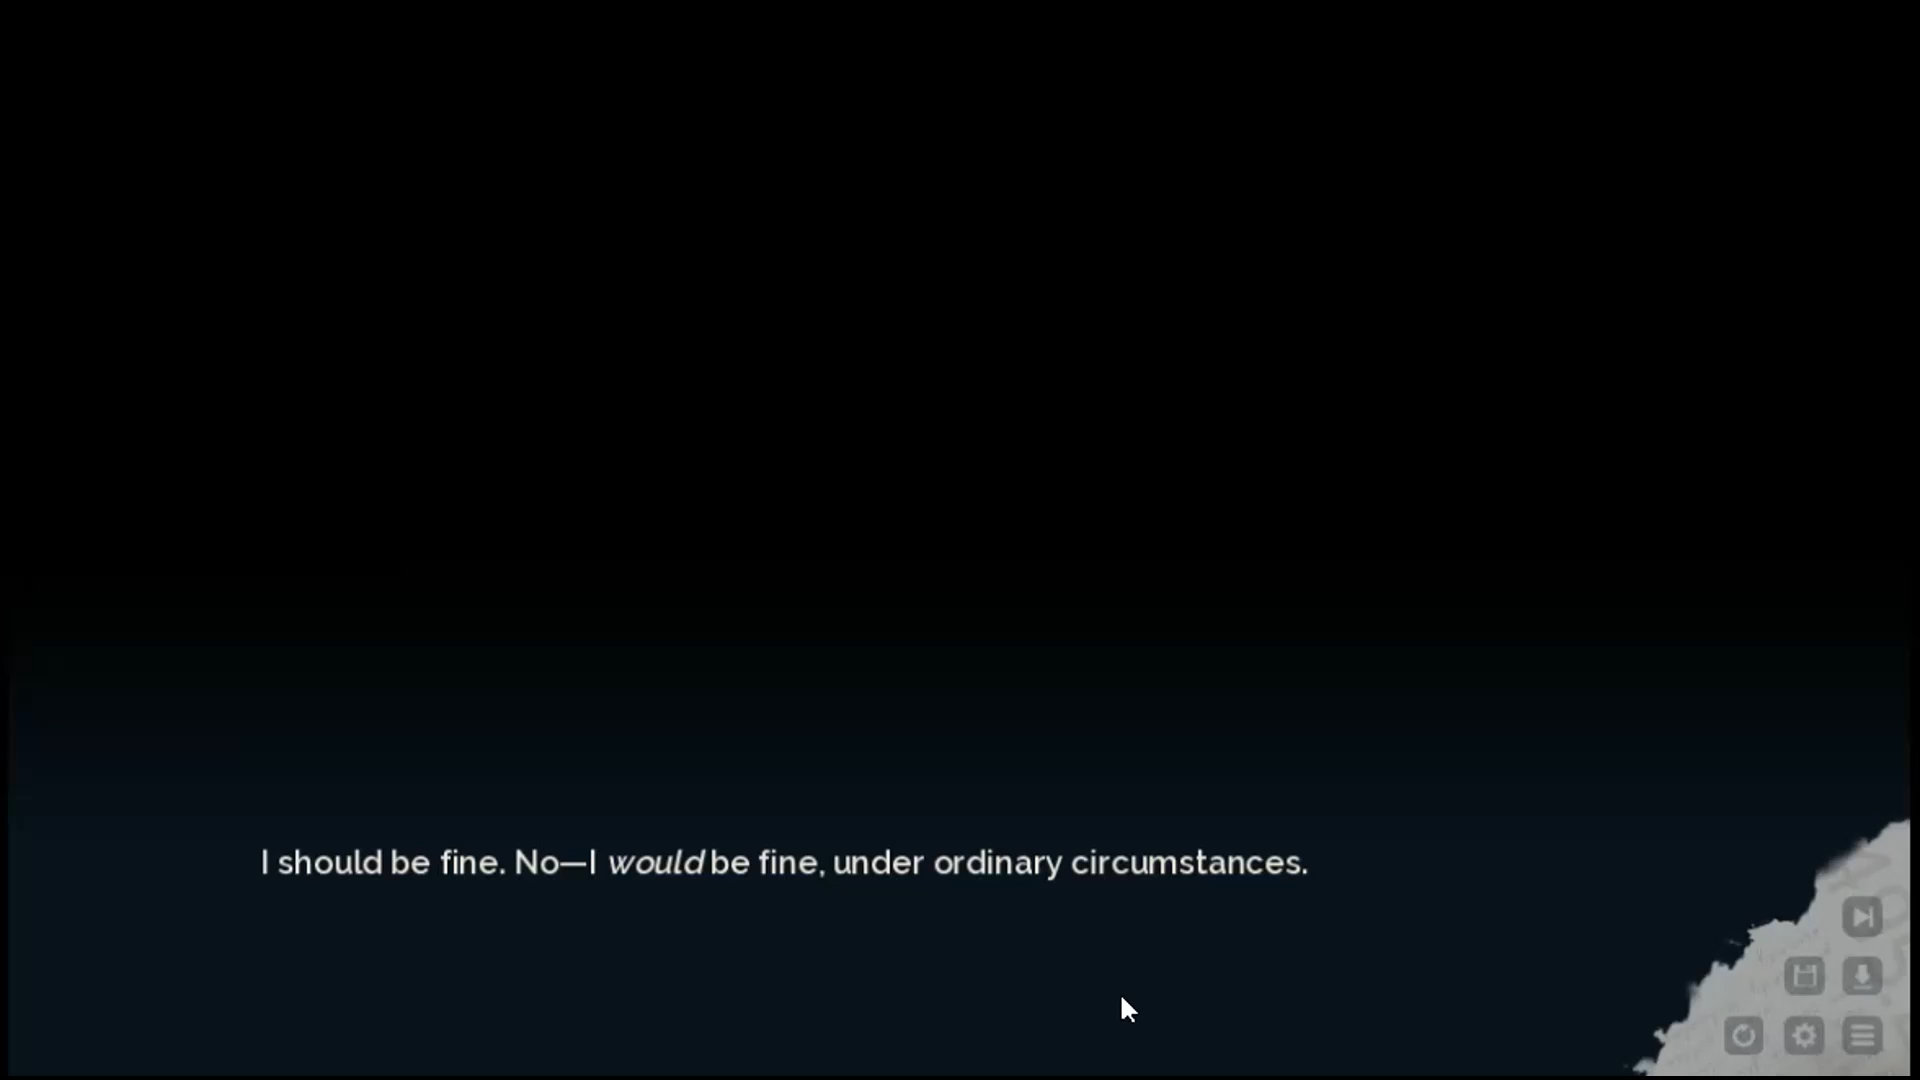 I should be fine. No—I would be fine, under ordinary circumstances.